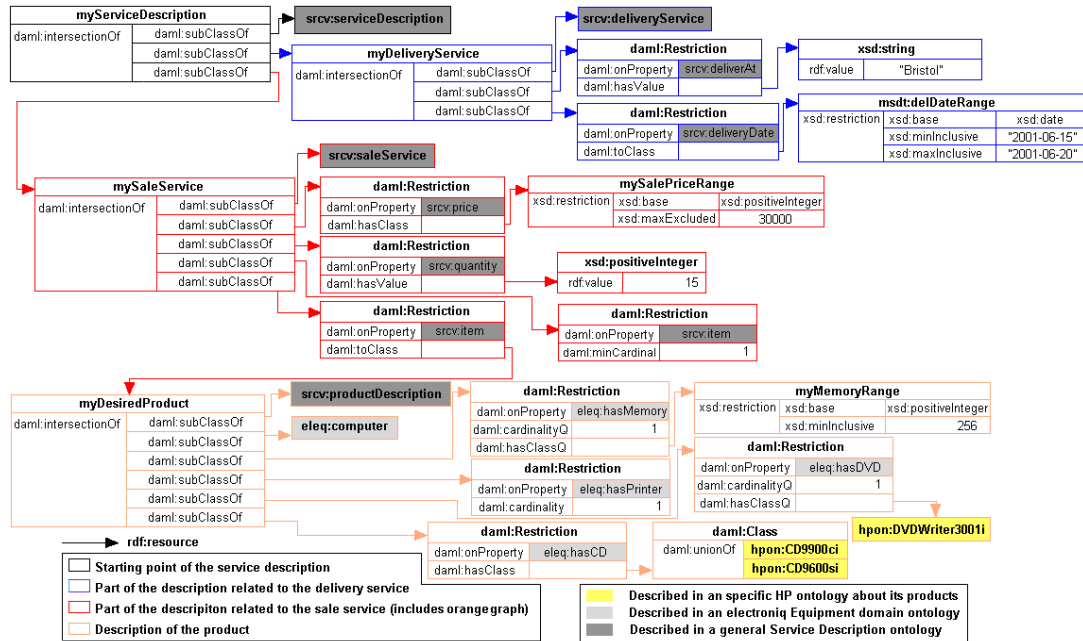 myServiceDescription
daml:intersectionOf
daml:subClassOf
daml:subClassOf
daml:subClassOf
srcv:serviceDescription
myDeliveryService
daml:intersectionOf
daml:subClassOf
daml:subClassOf
daml:subClassOf
srcv:deliveryService
daml:Restriction
daml:onProperty srcv:deliverAt
daml:hasValue
xsd:string
rdf:value "Bristol"
daml:Restriction
daml:onProperty srcv:deliveryDate
daml:toClass
msdt:delDateRange
xsd:restriction xsd:base xsd:date
xsd:minInclusive "2001-06-15"
xsd:maxInclusive "2001-06-20"
srcv:saleService
mySaleService
daml:intersectionOf
daml:subClassOf
daml:subClassOf
daml:subClassOf
daml:subClassOf
daml:subClassOf
daml:Restriction
daml:onProperty srcv:price
daml:hasClass
mySalePriceRange
xsd:restriction xsd:base xsd:positiveInteger
xsd:maxExcluded 30000
daml:Restriction
daml:onProperty srcv:quantity
daml:hasValue
xsd:positiveInteger
rdf:value 15
daml:Restriction
daml:onProperty srcv:item
daml:toClass
daml:Restriction
daml:onProperty srcv:item
daml:minCardinal 1
myDesiredProduct
daml:intersectionOf
daml:subClassOf
daml:subClassOf
daml:subClassOf
daml:subClassOf
daml:subClassOf
daml:subClassOf
srcv:productDescription
eleq:computer
daml:Restriction
daml:onProperty eleq:hasMemory
daml:cardinalityQ 1
daml:hasClassQ
myMemoryRange
xsd:restriction xsd:base xsd:positiveInteger
xsd:minInclusive 256
daml:Restriction
daml:onProperty eleq:hasPrinter
daml:cardinality 1
daml:Restriction
daml:onProperty eleq:hasDVD
daml:cardinalityQ 1
daml:hasClassQ
hpon:DVDWriter3001i
daml:Restriction
daml:onProperty eleq:hasCD
daml:hasClass
daml:Class
daml:unionOf hpon:CD9900ci
hpon:CD9600si
rdf:resource
Starting point of the service description
Part of the description related to the delivery service
Part of the descripiton related to the sale service (includes orange graph)
Description of the product
Described in an specific HP ontology about its products
Described in an electroniq Equipment domain ontology
Described in a general Service Description ontology